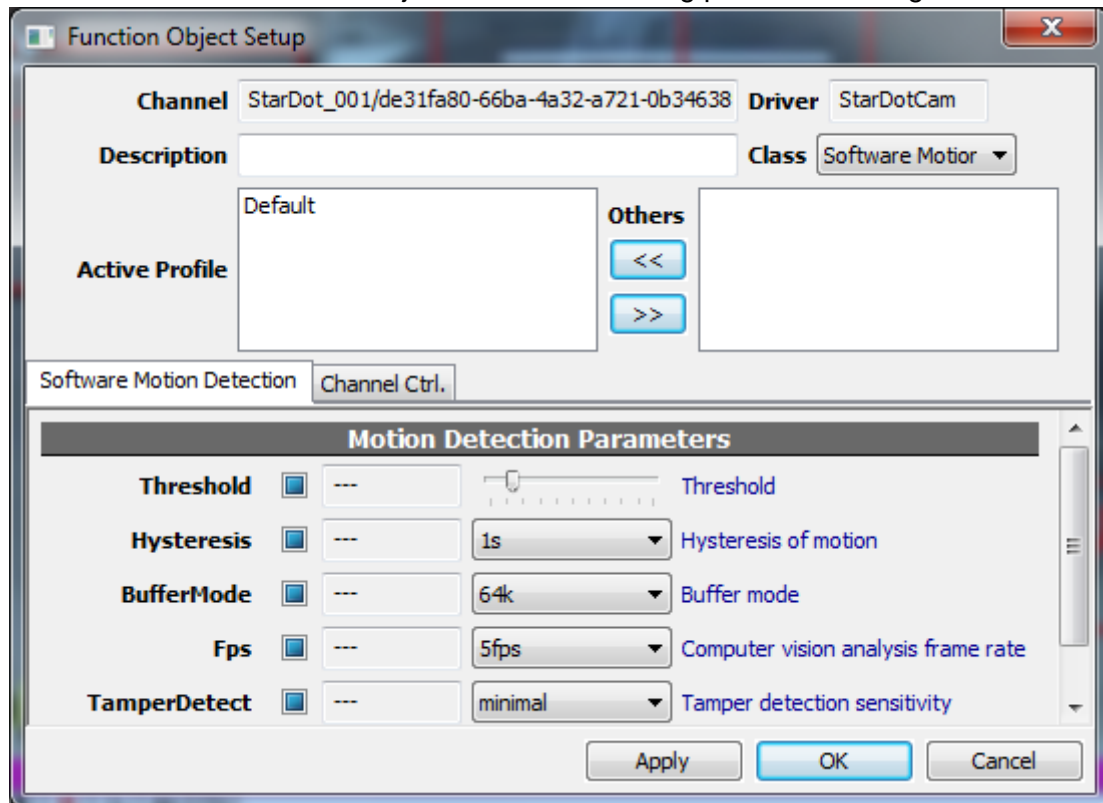 Function Object Setup
Channel StarDot_001/de31fa80-66ba-4a32-a721-0b34638 Driver StarDotCam
Description Class Software Motior
Default
Others
<<
Active Profile
>>
Software Motion Detection Channel Ctrl.
Motion Detection Parameters
Threshold --- Threshold
Hysteresis --- 1s Hysteresis of motion
BufferMode --- 64k Buffer mode
Fps --- 5fps Computer vision analysis frame rate
TamperDetect --- minimal Tamper detection sensitivity
Apply OK Cancel